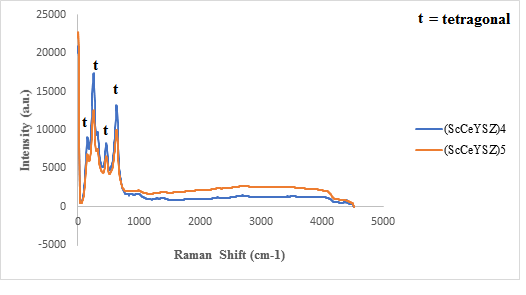 25000
t = tetragonal
20000
t
t
15000
t
t
10000
5000
0
-5000
0
1000
2000
3000
4000
5000
Intensity (a.u.)
Raman Shift (cm-1)
(ScCeYSZ)4
(ScCeYSZ)5